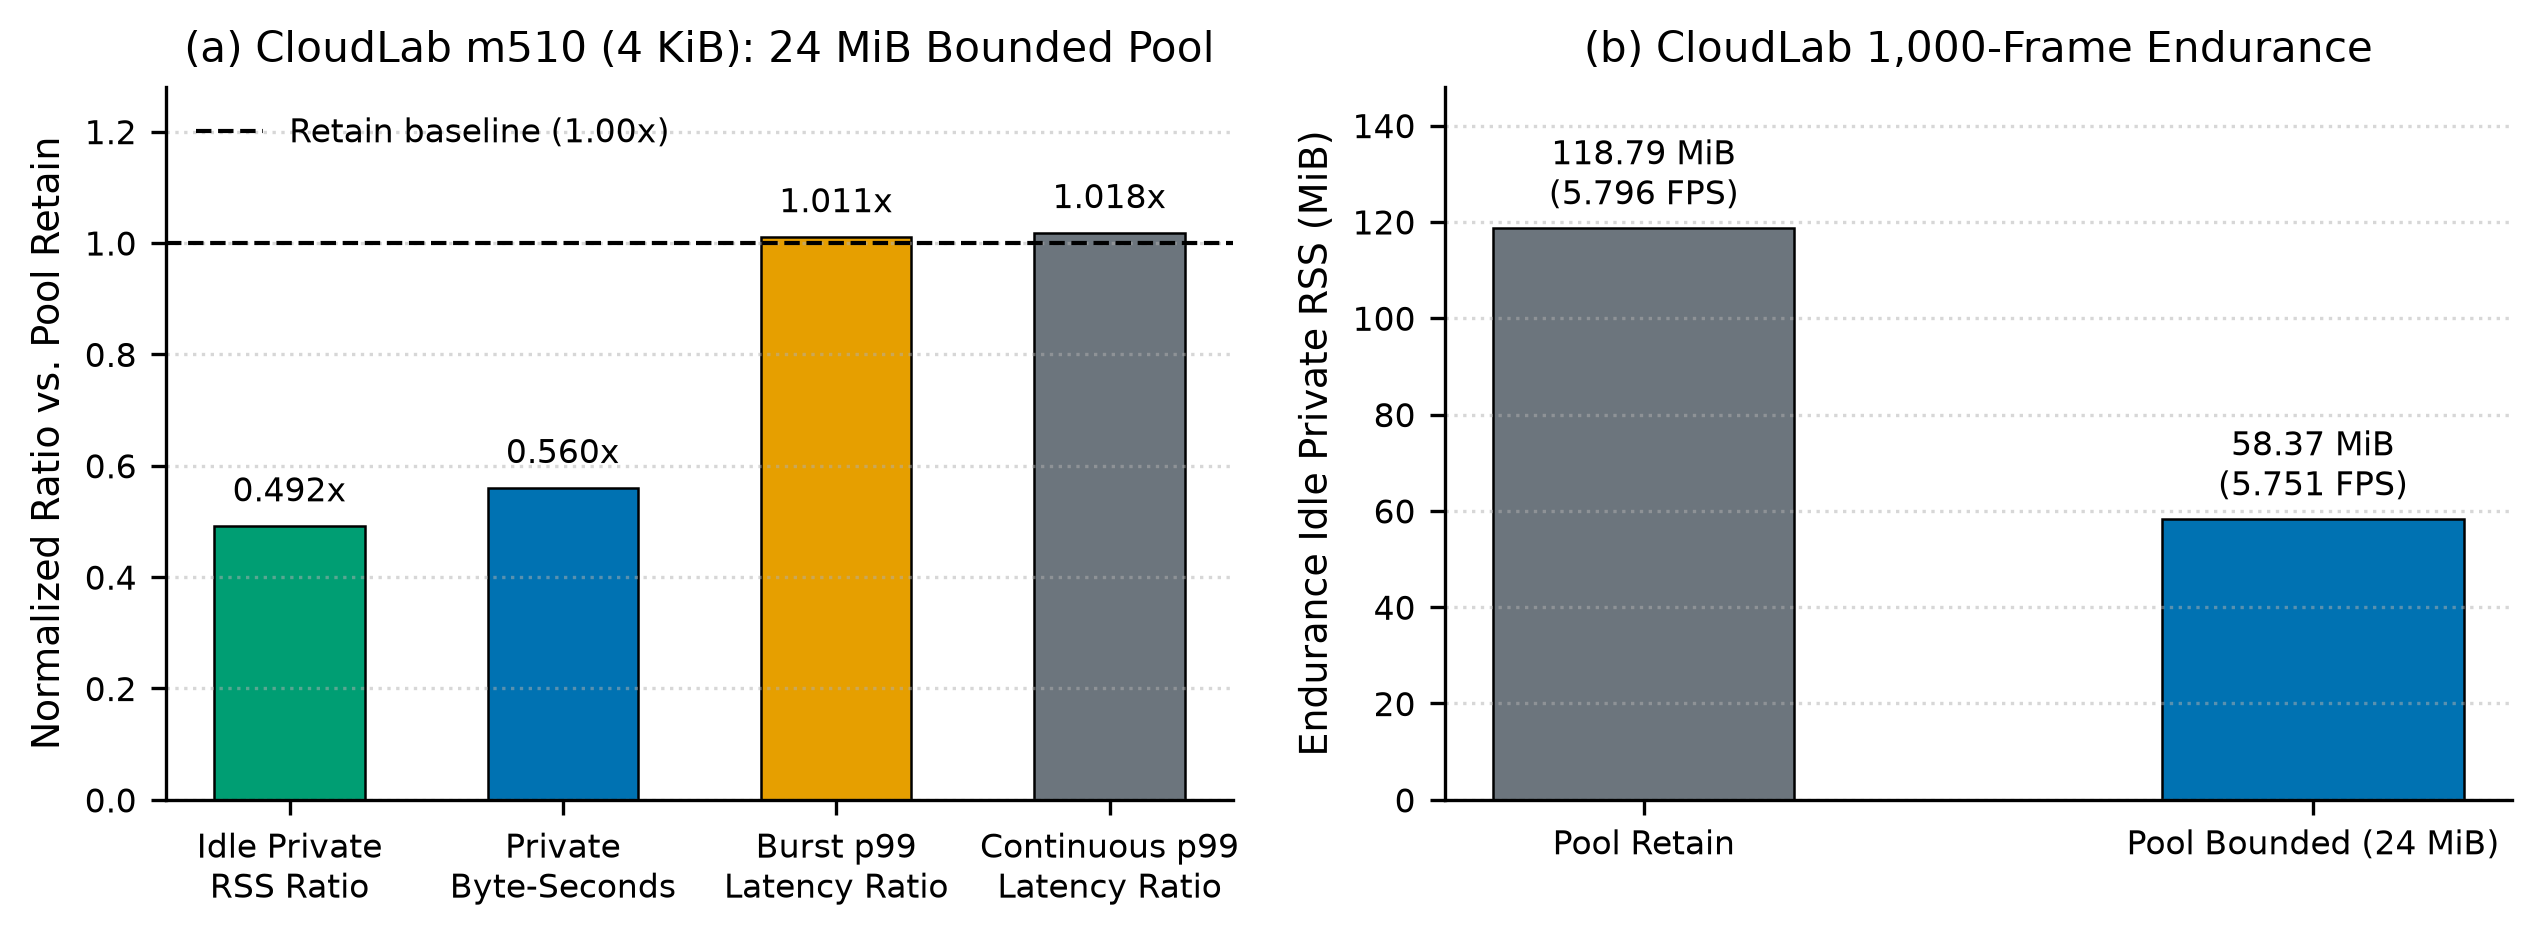 (a) CloudLab m510 (4 KiB): 24 MiB Bounded Pool
Normalized Ratio vs. Pool Retain
1.2
1.0
0.8
0.6
0.4
0.2
0.0
Retain baseline (1.00x)
0.492x
0.560x
1.011x
1.018x
Idle Private
RSS Ratio
Private
Byte-Seconds
Burst p99
Latency Ratio
Continuous p99
Latency Ratio
(b) CloudLab 1,000-Frame Endurance
Endurance Idle Private RSS (MiB)
140
120
100
80
60
40
20
0
118.79 MiB
(5.796 FPS)
58.37 MiB
(5.751 FPS)
Pool Retain
Pool Bounded (24 MiB)